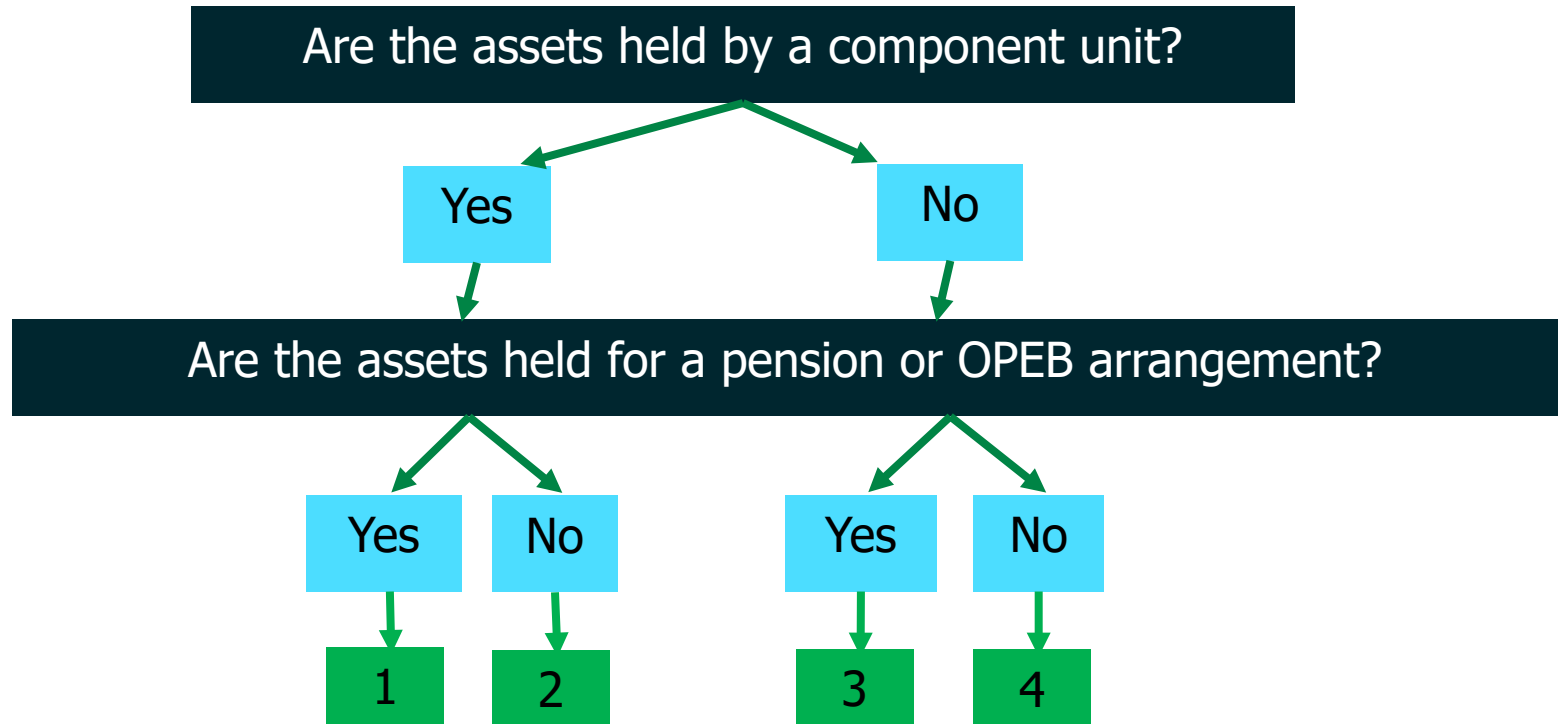 Are the assets held by a component unit?
Yes
No
Are the assets held for a pension or OPEB arrangement?
Yes
No
Yes
No
1
2
3
4